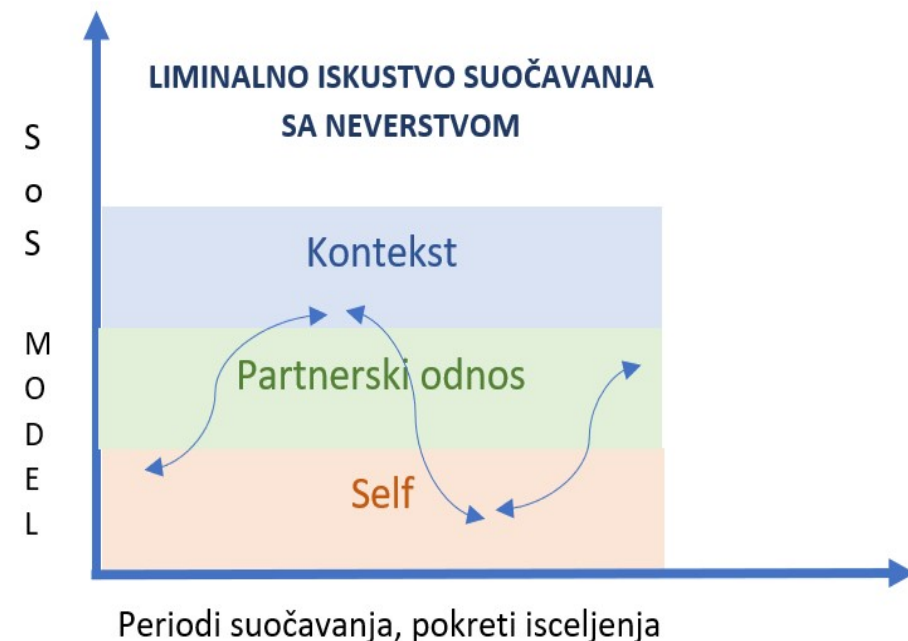 LIMINALNO ISKUSTVO SUOČAVANJA
SA NEVERSTVOM
S
o
S
M
O
D
E
L
Kontekst
Partnerski odnos
Self
Periodi suočavanja, pokreti isceljenja